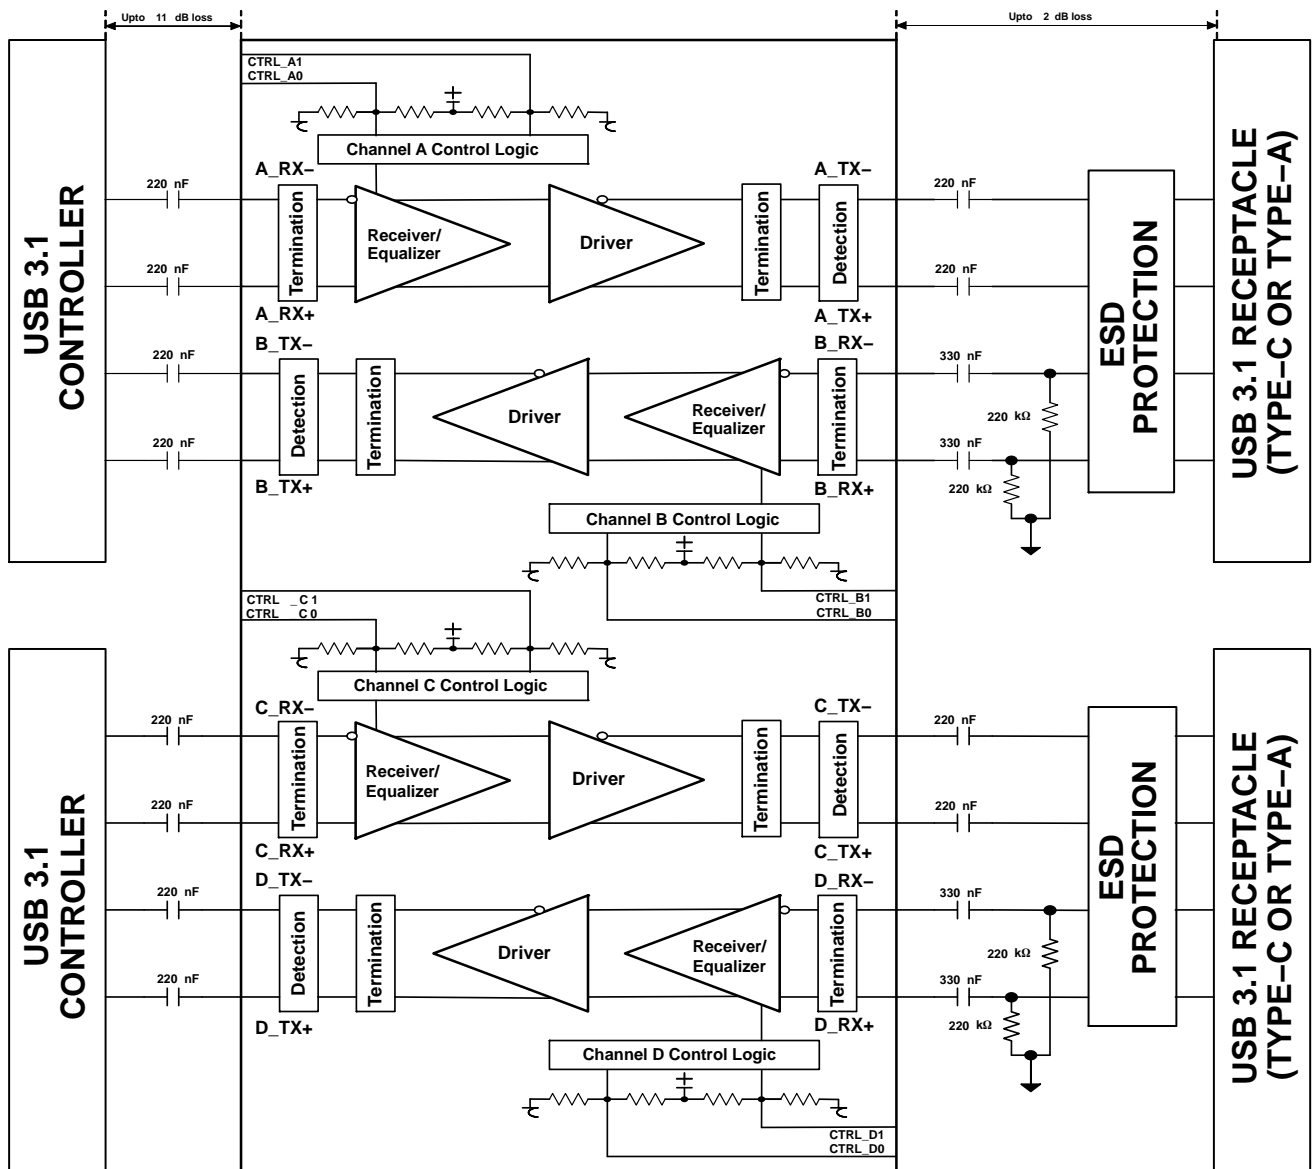 Upto 11 dB loss
Upto 2 dB loss
CTRL_A1
CTRL_A0
Channel A Control Logic
USB 3.1
CONTROLLER
220 nF
220 nF
220 nF
220 nF
A_RX−
Termination
A_RX+
Receiver/
Equalizer
Driver
Termination
A_TX−
Detection
A_TX+
220 nF
220 nF
B_TX−
Detection
B_TX+
Termination
Driver
Receiver/
Equalizer
B_RX−
Termination
B_RX+
330 nF
330 nF
220 kΩ
220 kΩ
ESD
PROTECTION
USB 3.1 RECEPTACLE
(TYPE−C OR TYPE−A)
Channel B Control Logic
CTRL_B1
CTRL_B0
CTRL _C 1
CTRL _C 0
Channel C Control Logic
USB 3.1
CONTROLLER
220 nF
220 nF
220 nF
220 nF
C_RX−
Termination
C_RX+
Receiver/
Equalizer
Driver
Termination
C_TX−
Detection
C_TX+
220 nF
220 nF
D_TX−
Detection
D_TX+
Termination
Driver
Receiver/
Equalizer
D_RX−
Termination
D_RX+
330 nF
330 nF
220 kΩ
220 kΩ
ESD
PROTECTION
USB 3.1 RECEPTACLE
(TYPE−C OR TYPE−A)
Channel D Control Logic
CTRL_D1
CTRL_D0